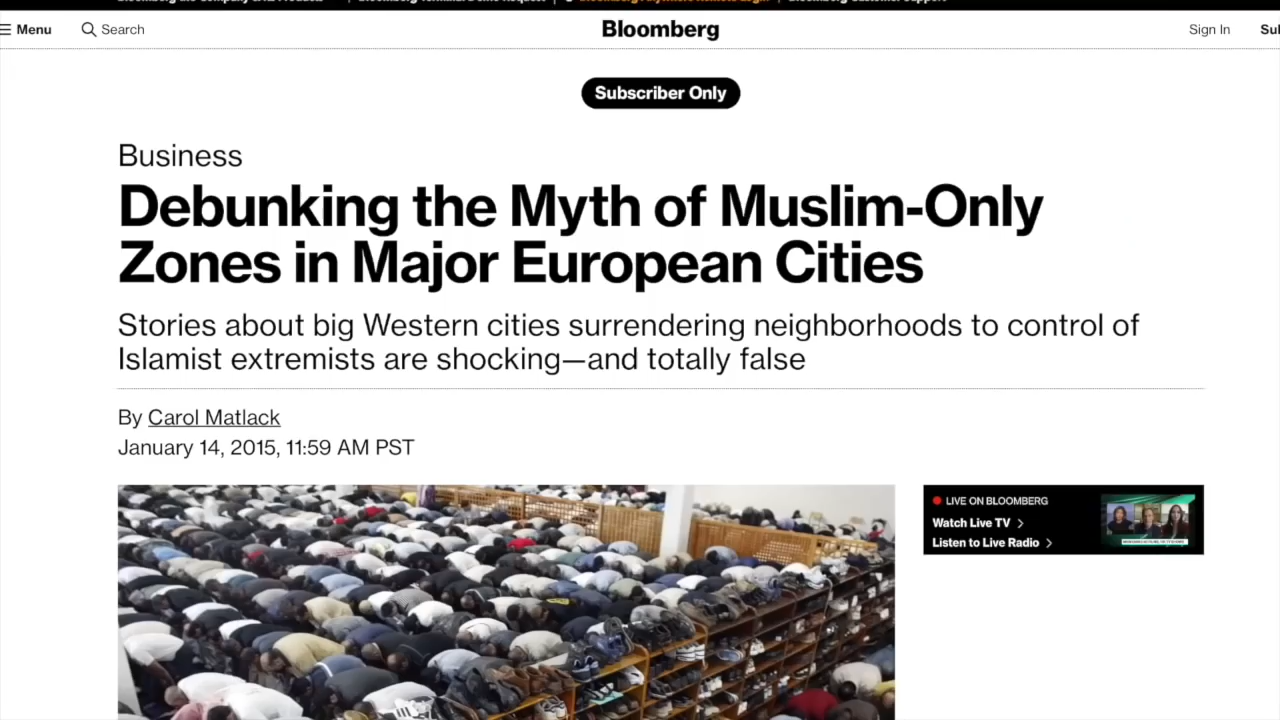 Menu
Search
Bloomberg
Sign In
Subscriber Only
Business
Debunking the Myth of Muslim-Only
Zones in Major European Cities
Stories about big Western cities surrendering neighborhoods to control of
Islamist extremists are shocking—and totally false
By Carol Matlack
January 14, 2015, 11:59 AM PST
LIVE ON BLOOMBERG
Watch Live TV
Listen to Live Radio